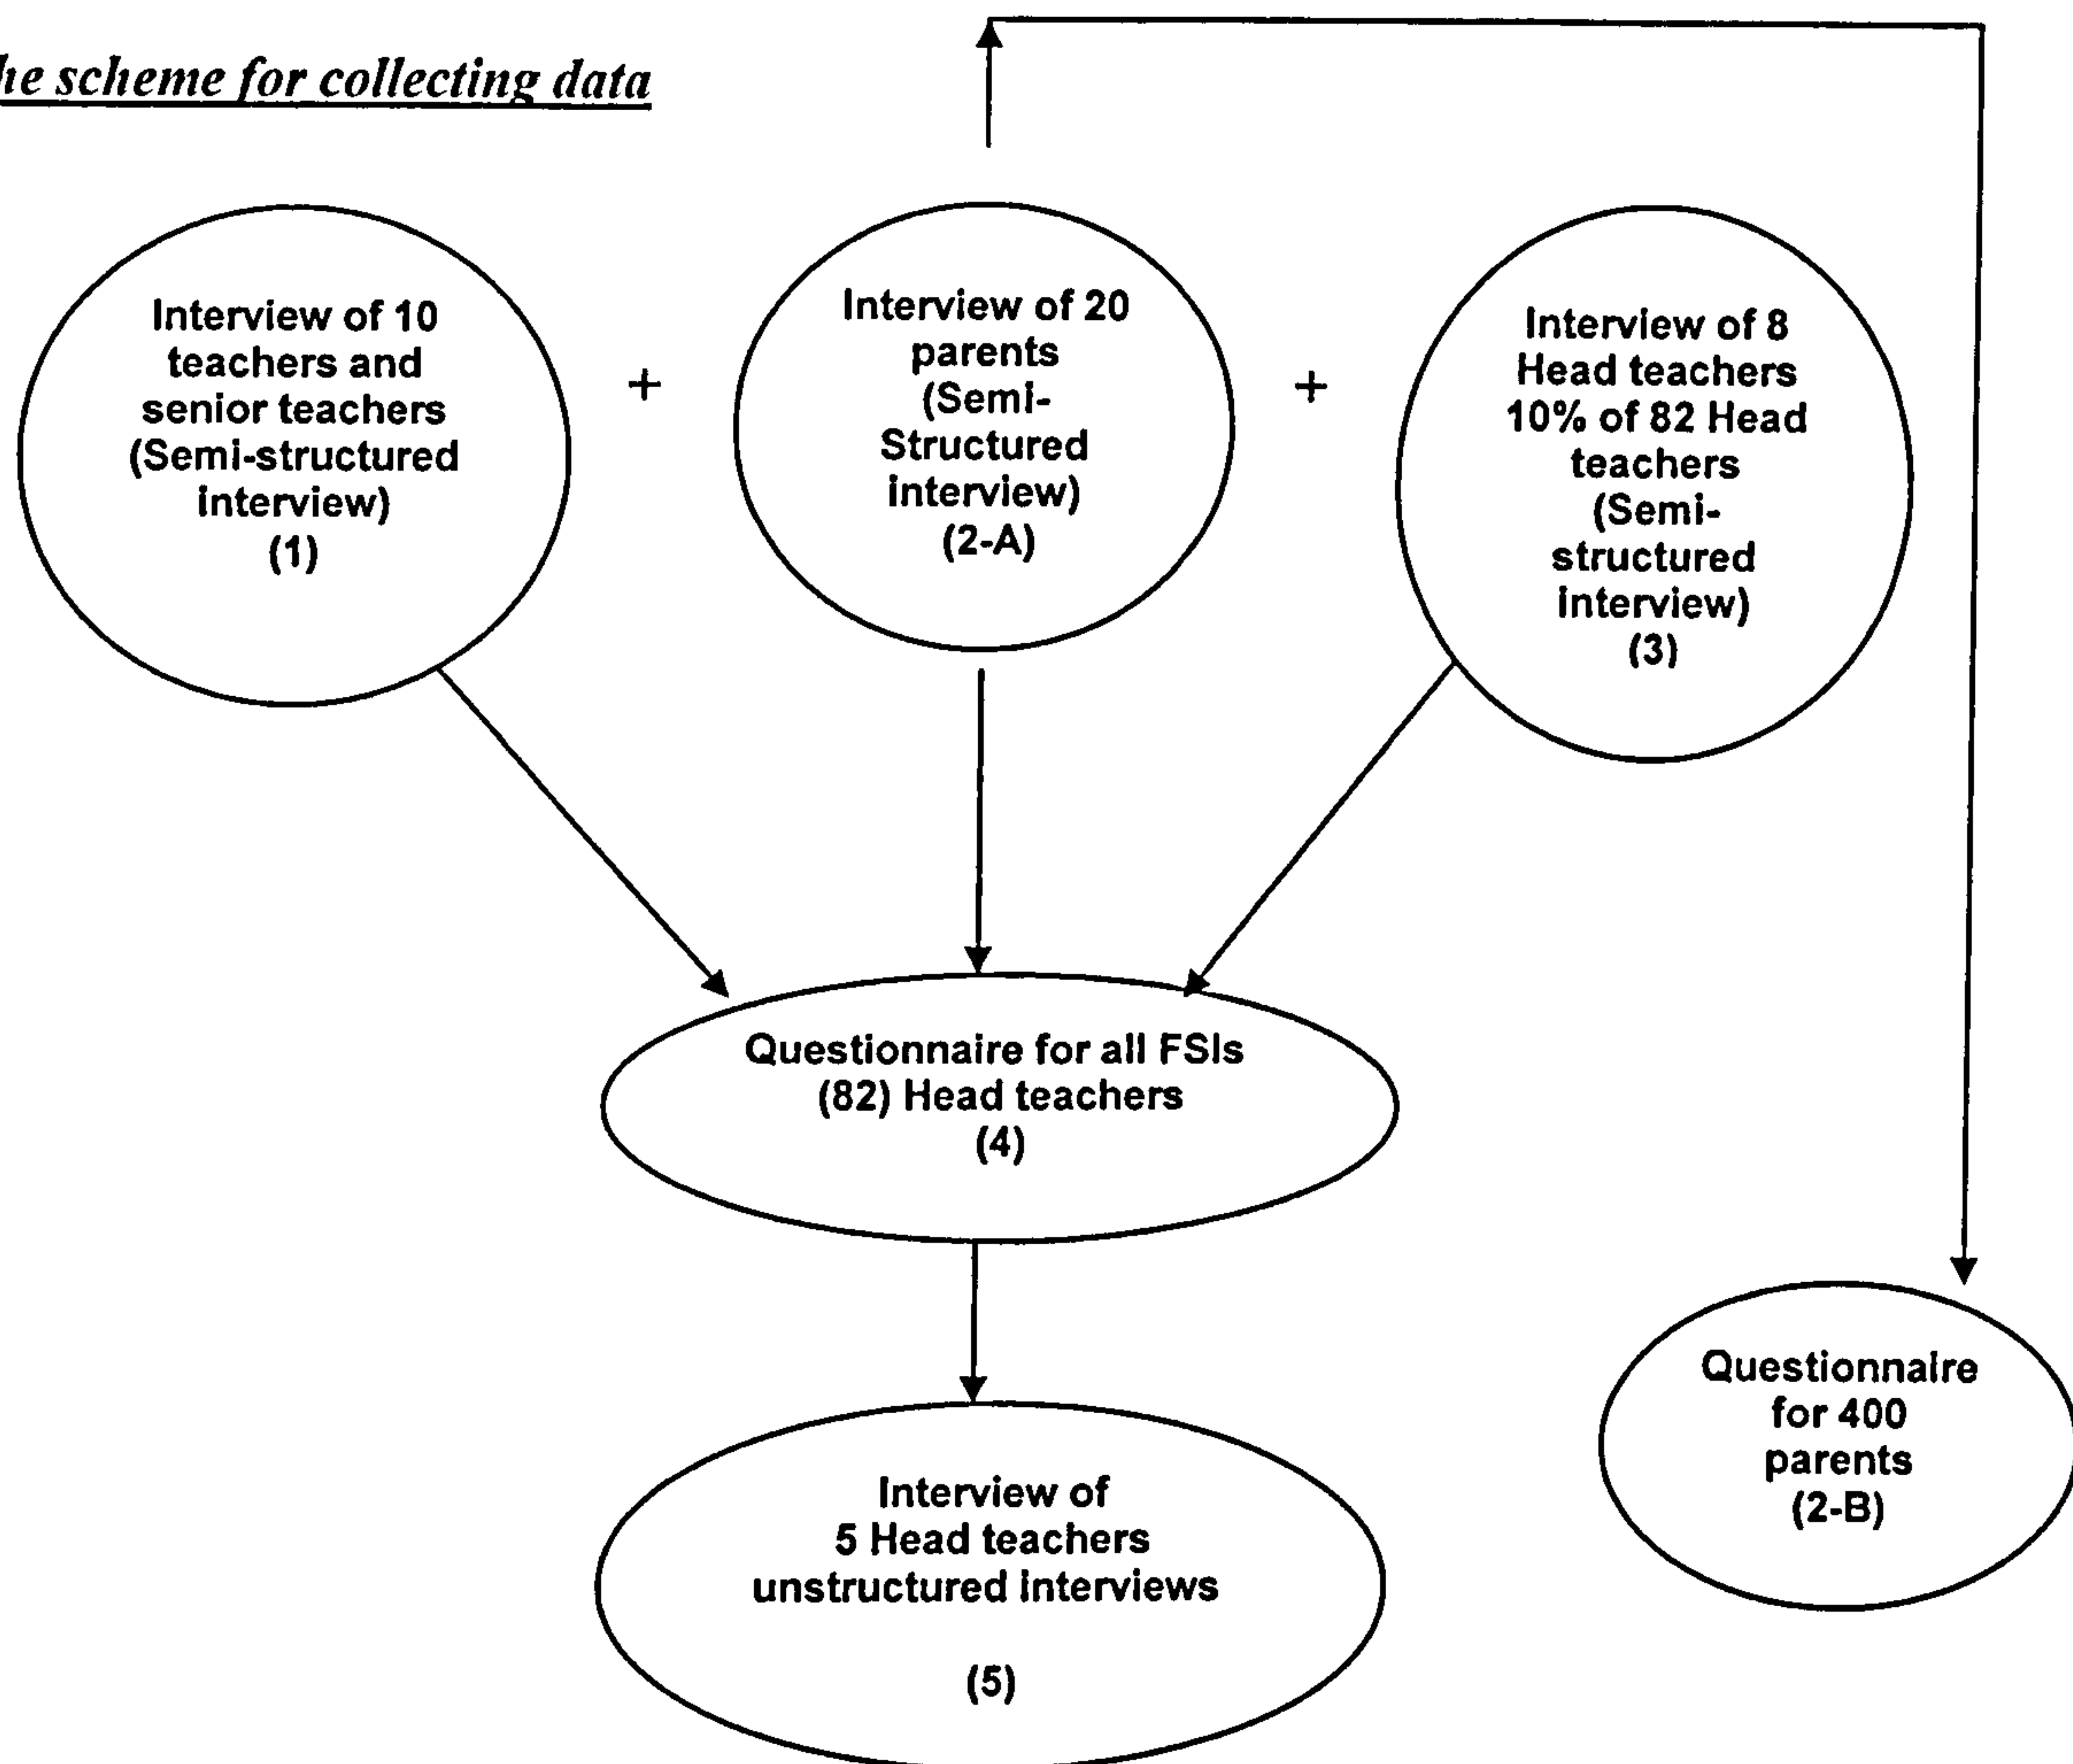 he scheme for collecting data
Interview of 10
teachers and
senior teachers
(Semi-structured
interview)
(1)
+
Interview of 20
parents
(Semi-
Structured
interview)
(2-A)
+
Interview of 8
Head teachers
10% of 82 Head
teachers
(Semi-
structured
interview)
(3)
Questionnaire for all FSIs
(82) Head teachers
(4)
Interview of
5 Head teachers
unstructured interviews
(5)
Questionnaire
for 400
parents
(2-B)